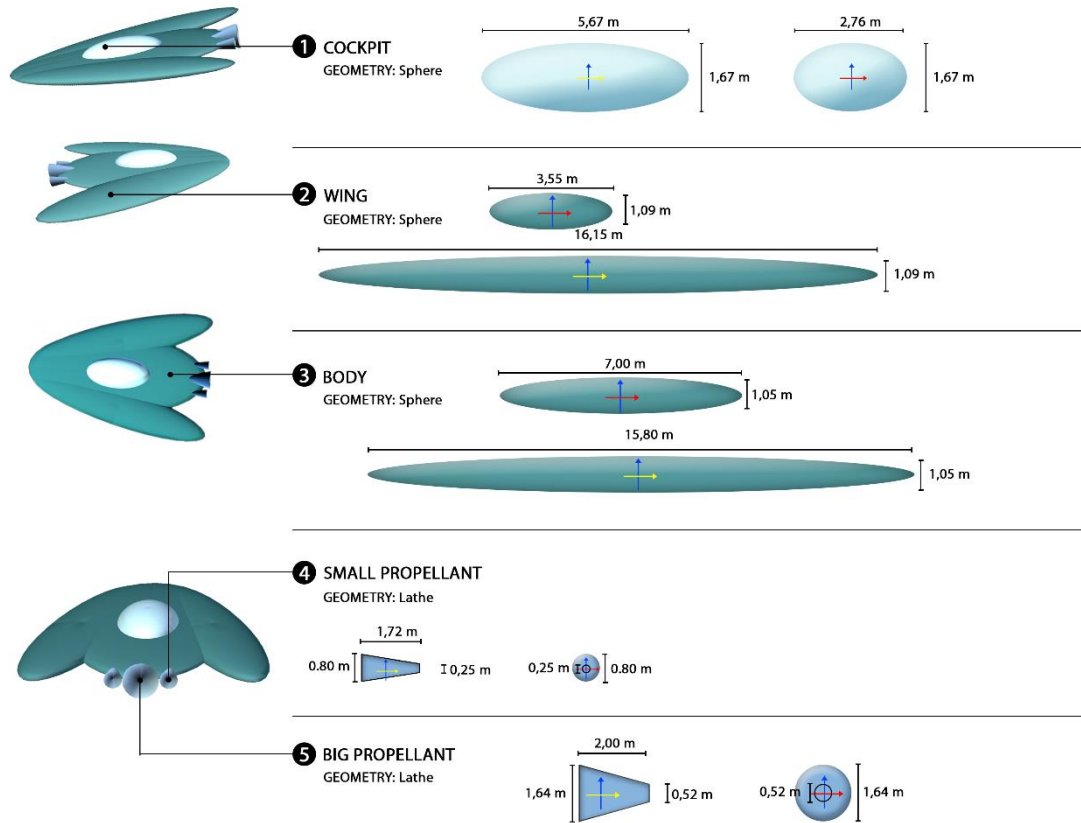 5,67 m
2,76 m
1 COCKPIT
GEOMETRY: Sphere
1,67 m
1,67 m
3,55 m
2 WING
GEOMETRY: Sphere
1,09 m
16,15 m
1,09 m
7,00 m
3 BODY
GEOMETRY: Sphere
1,05 m
15,80 m
1,05 m
4 SMALL PROPELLANT
GEOMETRY: Lathe
1,72 m
0.80 m
0,25 m
0,25 m
0.80 m
5 BIG PROPELLANT
GEOMETRY: Lathe
2,00 m
1,64 m
0,52 m
0,52 m
1,64 m